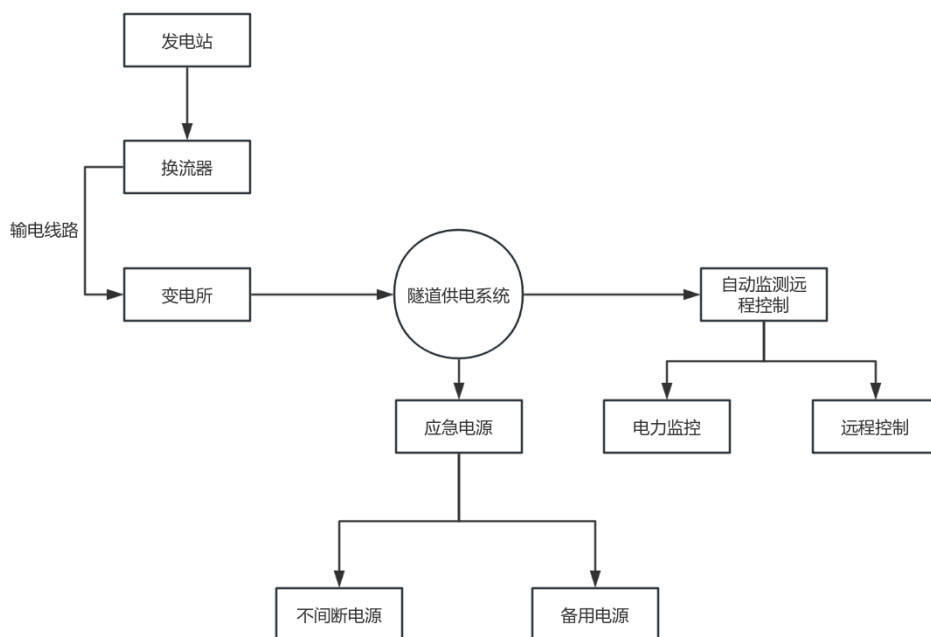 发电站
换流器
输电线路
变电所
隧道供电系统
自动监测远
程控制
应急电源
电力监控
远程控制
不间断电源
备用电源